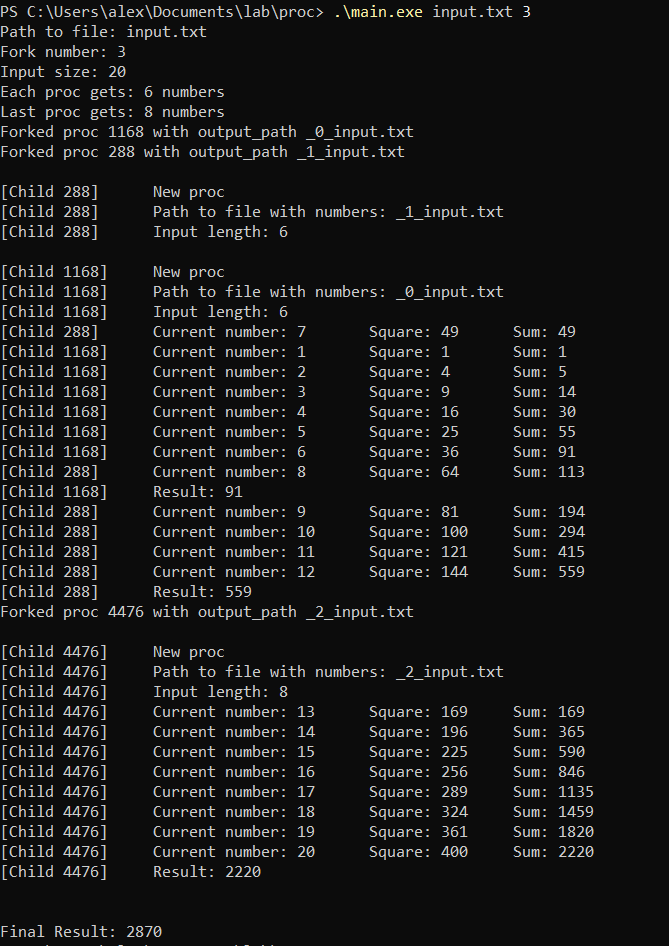 PS C:\Users\alex\Documents\lab\proc> .\main.exe input.txt 3
Path to file: input.txt
Fork number: 3
Input size: 20
Each proc gets: 6 numbers
Last proc gets: 8 numbers
Forked proc 1168 with output_path _0_input.txt
Forked proc 288 with output_path _1_input.txt
[Child 288] New proc
[Child 288] Path to file with numbers: _1_input.txt
[Child 288] Input length: 6
[Child 1168] New proc
[Child 1168] Path to file with numbers: _0_input.txt
[Child 1168] Input length: 6
[Child 288] Current number: 7 Square: 49 Sum: 49
[Child 1168] Current number: 1 Square: 1 Sum: 1
[Child 1168] Current number: 2 Square: 4 Sum: 5
[Child 1168] Current number: 3 Square: 9 Sum: 14
[Child 1168] Current number: 4 Square: 16 Sum: 30
[Child 1168] Current number: 5 Square: 25 Sum: 55
[Child 1168] Current number: 6 Square: 36 Sum: 91
[Child 288] Current number: 8 Square: 64 Sum: 113
[Child 1168] Result: 91
[Child 288] Current number: 9 Square: 81 Sum: 194
[Child 288] Current number: 10 Square: 100 Sum: 294
[Child 288] Current number: 11 Square: 121 Sum: 415
[Child 288] Current number: 12 Square: 144 Sum: 559
[Child 288] Result: 559
Forked proc 4476 with output_path _2_input.txt
[Child 4476] New proc
[Child 4476] Path to file with numbers: _2_input.txt
[Child 4476] Input length: 8
[Child 4476] Current number: 13 Square: 169 Sum: 169
[Child 4476] Current number: 14 Square: 196 Sum: 365
[Child 4476] Current number: 15 Square: 225 Sum: 590
[Child 4476] Current number: 16 Square: 256 Sum: 846
[Child 4476] Current number: 17 Square: 289 Sum: 1135
[Child 4476] Current number: 18 Square: 324 Sum: 1459
[Child 4476] Current number: 19 Square: 361 Sum: 1820
[Child 4476] Current number: 20 Square: 400 Sum: 2220
[Child 4476] Result: 2220
Final Result: 2870